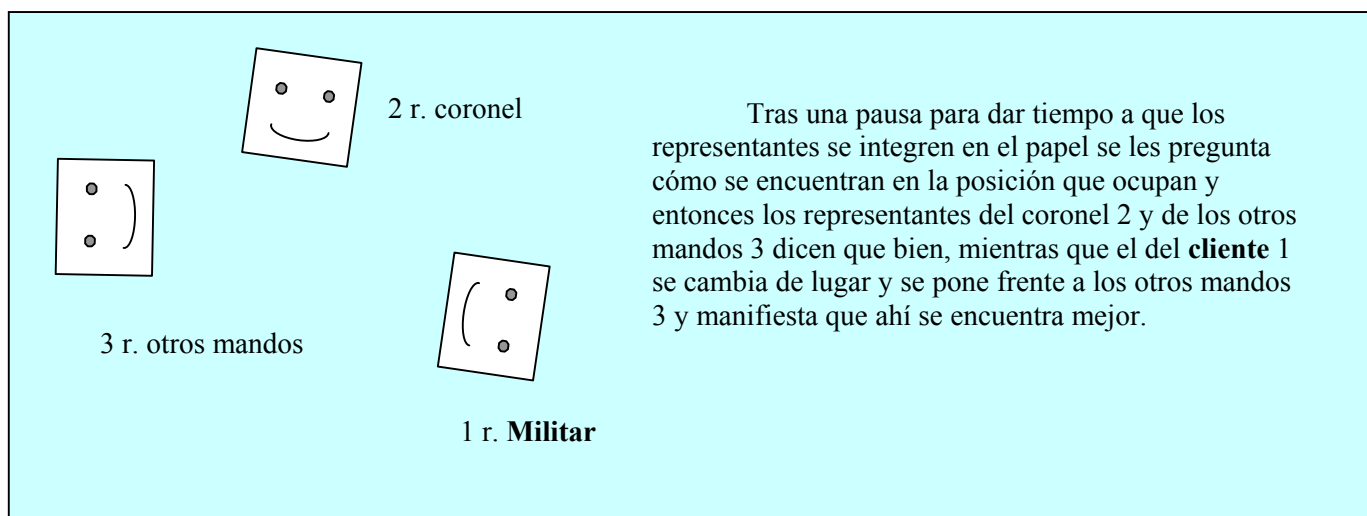 2 r. coronel
3 r. otros mandos
1 r. Militar
Tras una pausa para dar tiempo a que los
representantes se integren en el papel se les pregunta
cómo se encuentran en la posición que ocupan y
entonces los representantes del coronel 2 y de los otros
mandos 3 dicen que bien, mientras que el del cliente 1
se cambia de lugar y se pone frente a los otros mandos
3 y manifiesta que ahí se encuentra mejor.